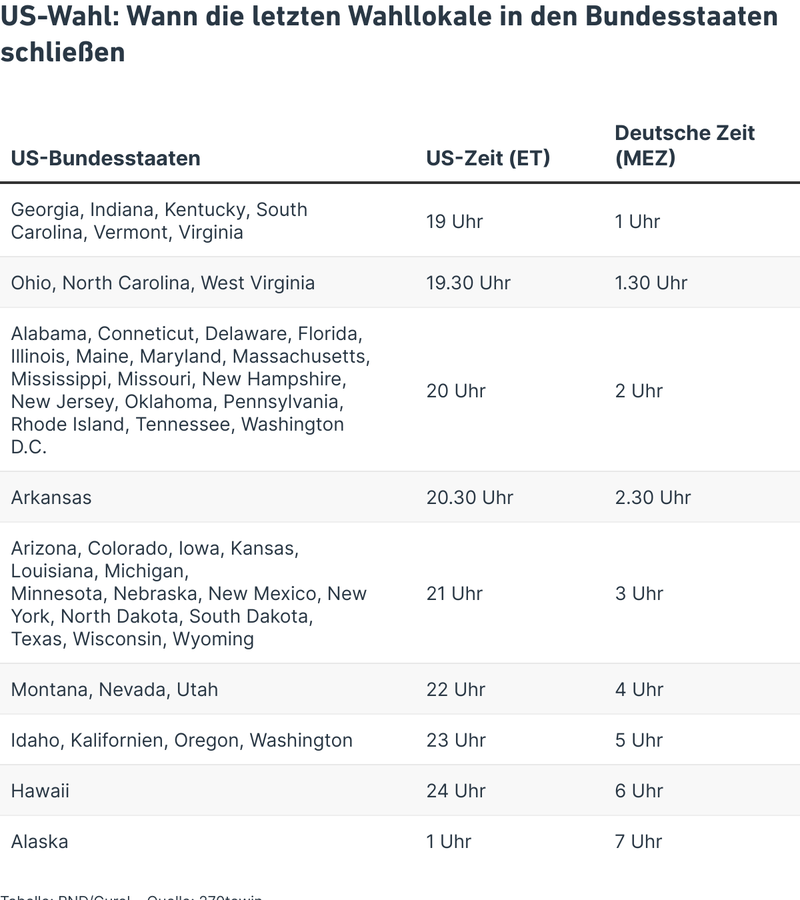 US-Wahl: Wann die letzten Wahllokale in den Bundesstaaten
schließen
US-Bundesstaaten
US-Zeit (ET)
Deutsche Zeit
(MEZ)
Georgia, Indiana, Kentucky, South
Carolina, Vermont, Virginia
19 Uhr
1 Uhr
Ohio, North Carolina, West Virginia
19.30 Uhr
1.30 Uhr
Alabama, Conneticut, Delaware, Florida,
Illinois, Maine, Maryland, Massachusetts,
Mississippi, Missouri, New Hampshire,
New Jersey, Oklahoma, Pennsylvania,
Rhode Island, Tennessee, Washington
D.C.
20 Uhr
2 Uhr
Arkansas
20.30 Uhr
2.30 Uhr
Arizona, Colorado, Iowa, Kansas,
Louisiana, Michigan,
Minnesota, Nebraska, New Mexico, New
York, North Dakota, South Dakota,
Texas, Wisconsin, Wyoming
21 Uhr
3 Uhr
Montana, Nevada, Utah
22 Uhr
4 Uhr
Idaho, Kalifornien, Oregon, Washington
23 Uhr
5 Uhr
Hawaii
24 Uhr
6 Uhr
Alaska
1 Uhr
7 Uhr
Tabelle: Quelle: 270towin